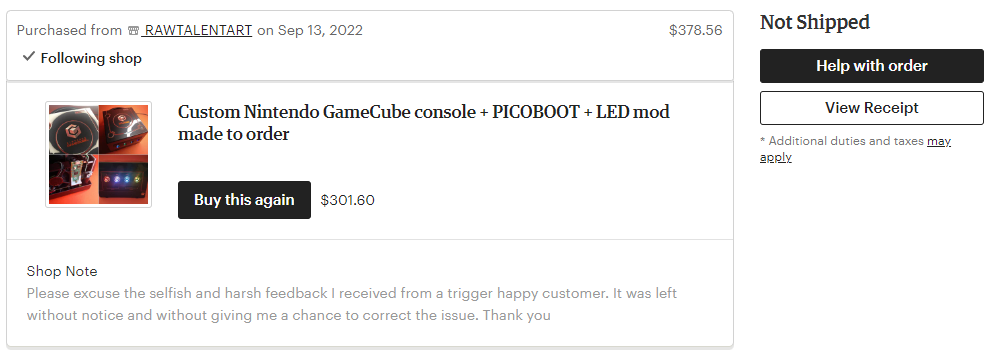 Purchased from RAWTALENTART on Sep 13, 2022 $378.56
Following shop
Not Shipped
Help with order
View Receipt
* Additional duties and taxes may
apply
Custom Nintendo GameCube console + PICOBOOT + LED mod
made to order
Buy this again $301.60
Shop Note
Please excuse the selfish and harsh feedback I received from a trigger happy customer. It was left
without notice and without giving me a chance to correct the issue. Thank you